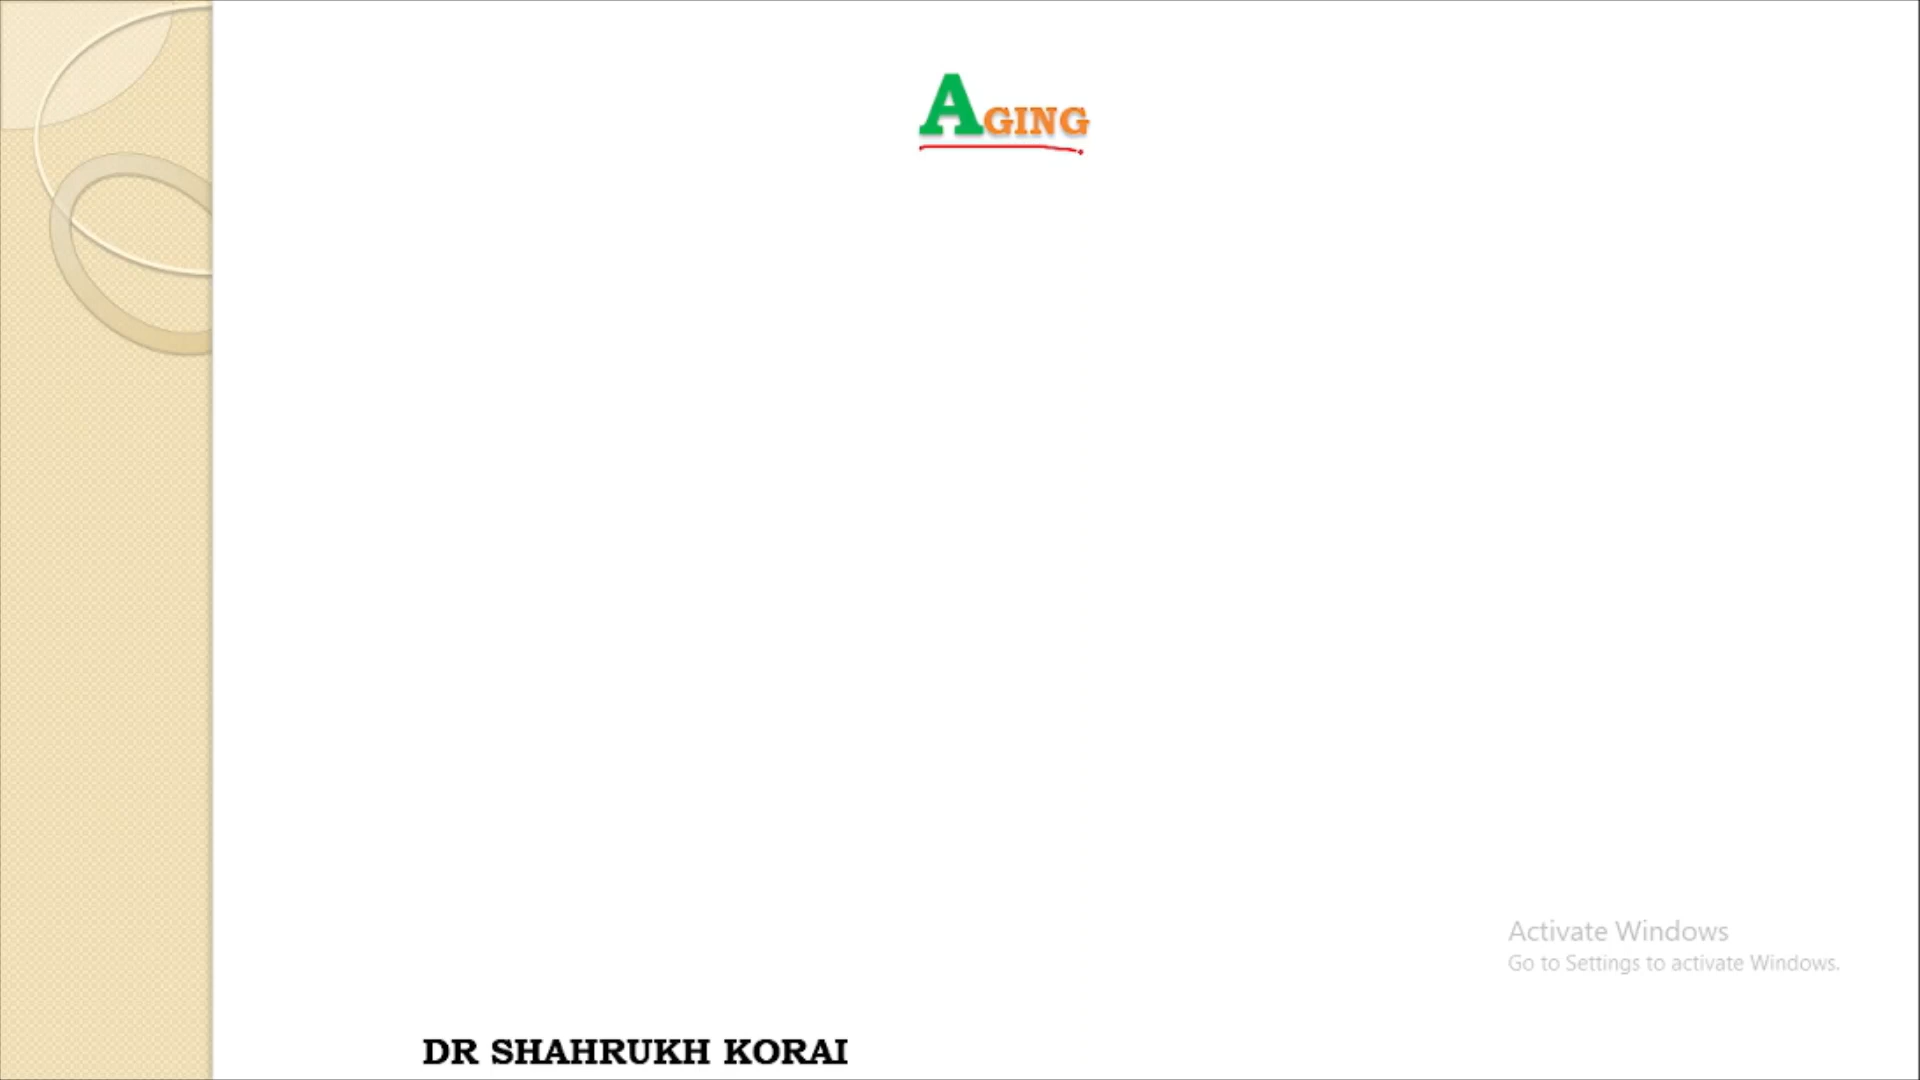 AGING
Activate Windows
Go to Settings to activate Windows.
DR SHAHRUKH KORAI